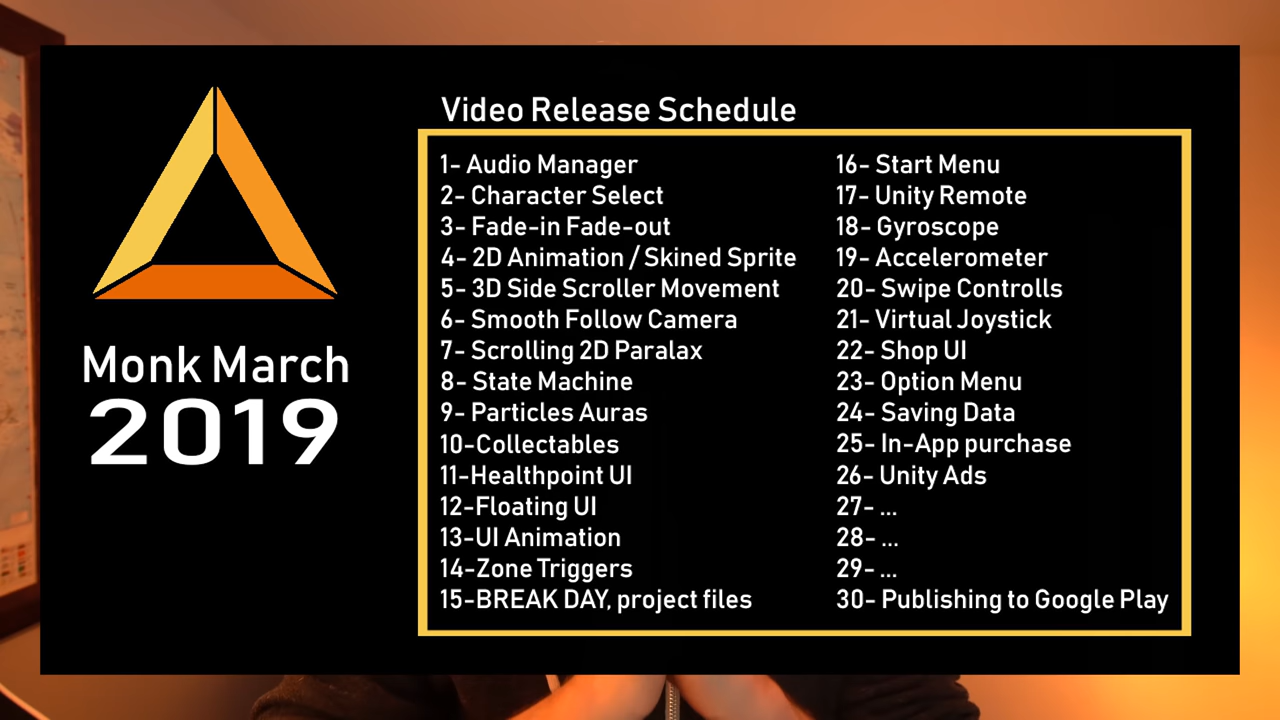 Monk March
2019
Video Release Schedule
1- Audio Manager
2- Character Select
3- Fade-in Fade-out
4- 2D Animation / Skined Sprite
5- 3D Side Scroller Movement
6- Smooth Follow Camera
7- Scrolling 2D Paralax
8- State Machine
9- Particles Auras
10-Collectables
11-Healthpoint UI
12-Floating UI
13-UI Animation
14-Zone Triggers
15-BREAK DAY, project files
16- Start Menu
17- Unity Remote
18- Gyroscope
19- Accelerometer
20- Swipe Controlls
21- Virtual Joystick
22- Shop UI
23- Option Menu
24- Saving Data
25- In-App purchase
26- Unity Ads
27- ...
28- ...
29- ...
30- Publishing to Google Play